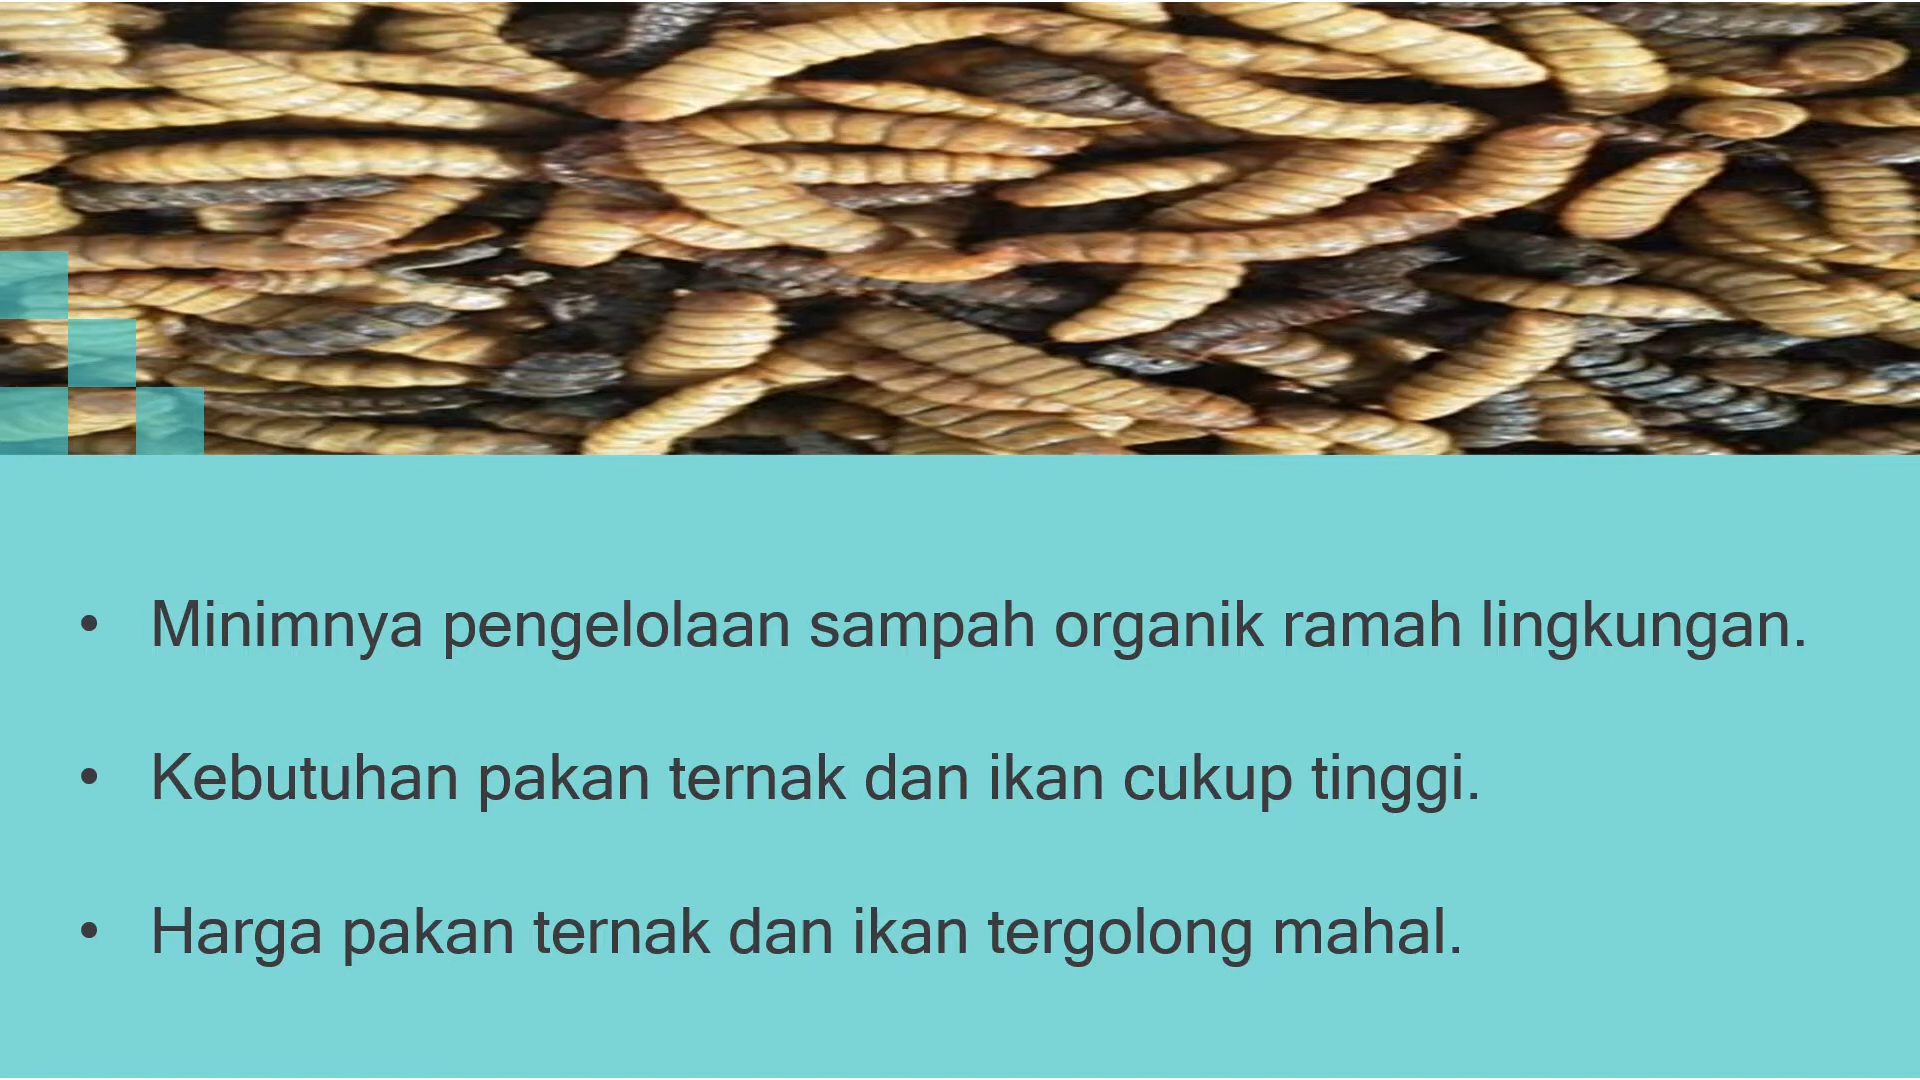 • Minimnya pengelolaan sampah organik ramah lingkungan.
• Kebutuhan pakan ternak dan ikan cukup tinggi.
• Harga pakan ternak dan ikan tergolong mahal.